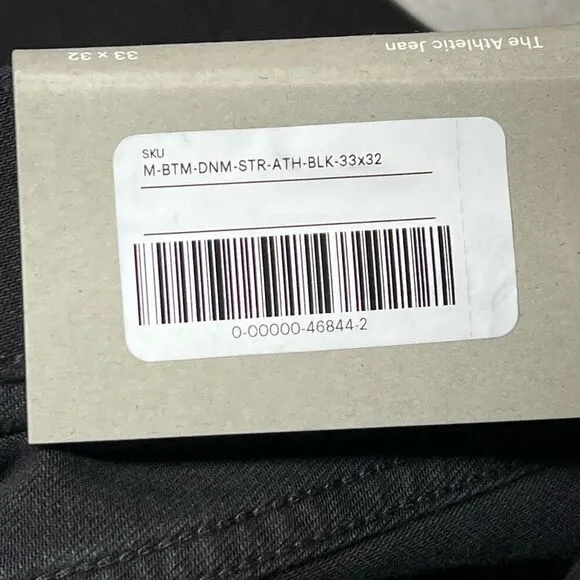 33 x 32
The Athletic Jean
SKU
M-BTM-DNM-STR-ATH-BLK-33x32
0-00000-46844-2